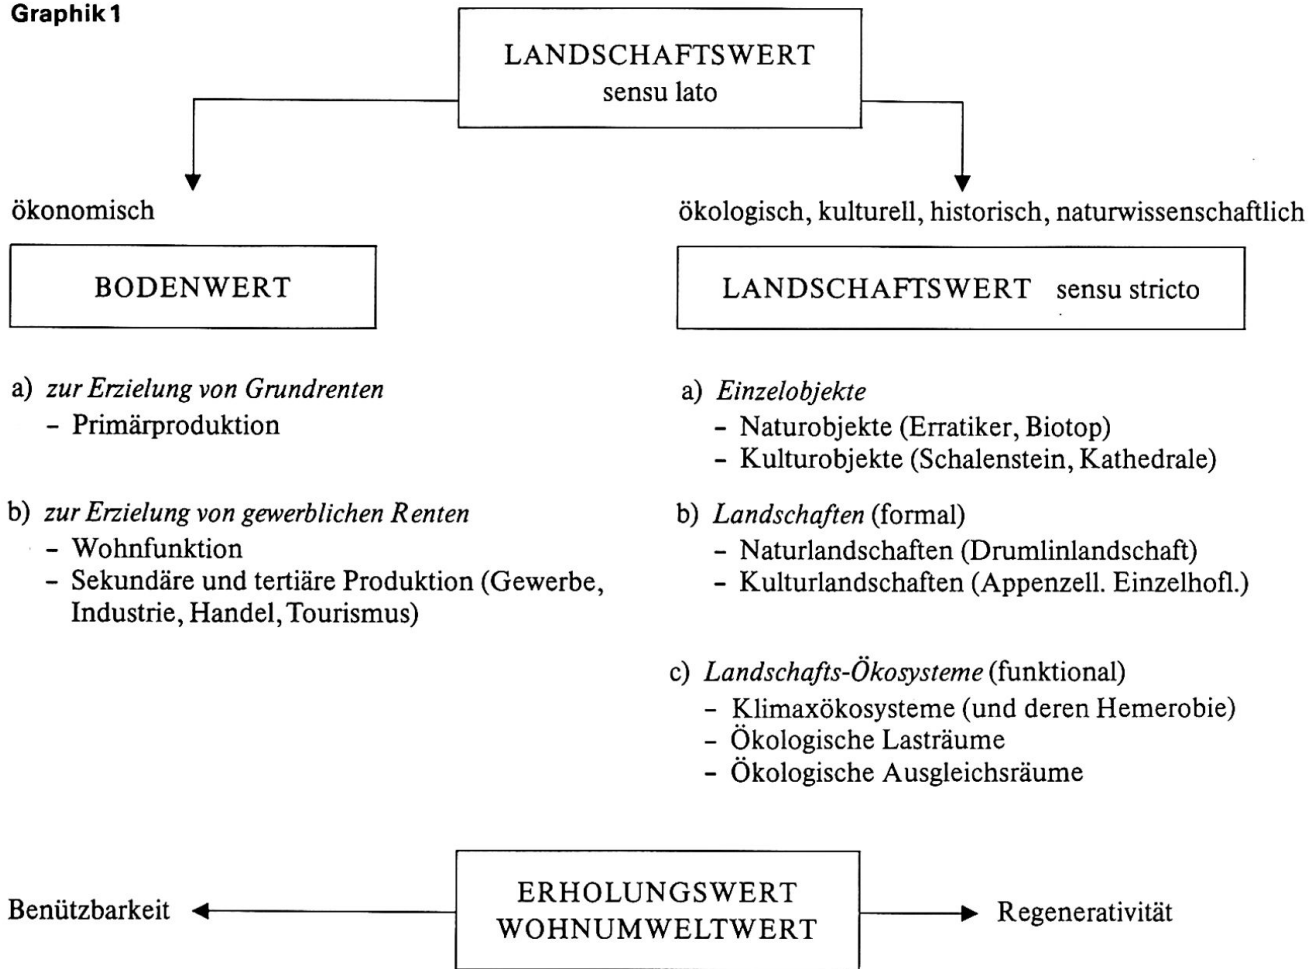 Graphik 1
LANDSCHAFTSWERT
sensu lato
ökonomisch
BODENWERT
a) zur Erzielung von Grundrenten
– Primärproduktion
b) zur Erzielung von gewerblichen Renten
– Wohnfunktion
– Sekundäre und tertiäre Produktion (Gewerbe,
Industrie, Handel, Tourismus)
ökologisch, kulturell, historisch, naturwissenschaftlich
LANDSCHAFTSWERT sensu stricto
a) Einzelobjekte
– Naturobjekte (Erratiker, Biotop)
– Kulturobjekte (Schalenstein, Kathedrale)
b) Landschaften (formal)
– Naturlandschaften (Drumlinlandschaft)
– Kulturlandschaften (Appenzell. Einzelhofl.)
c) Landschafts-Ökosysteme (funktional)
– Klimaxökosysteme (und deren Hemerobie)
– Ökologische Lasträume
– Ökologische Ausgleichsräume
Benützbarkeit
ERHOLUNGSWERT
WOHNUMWELTWERT
Regenerativität